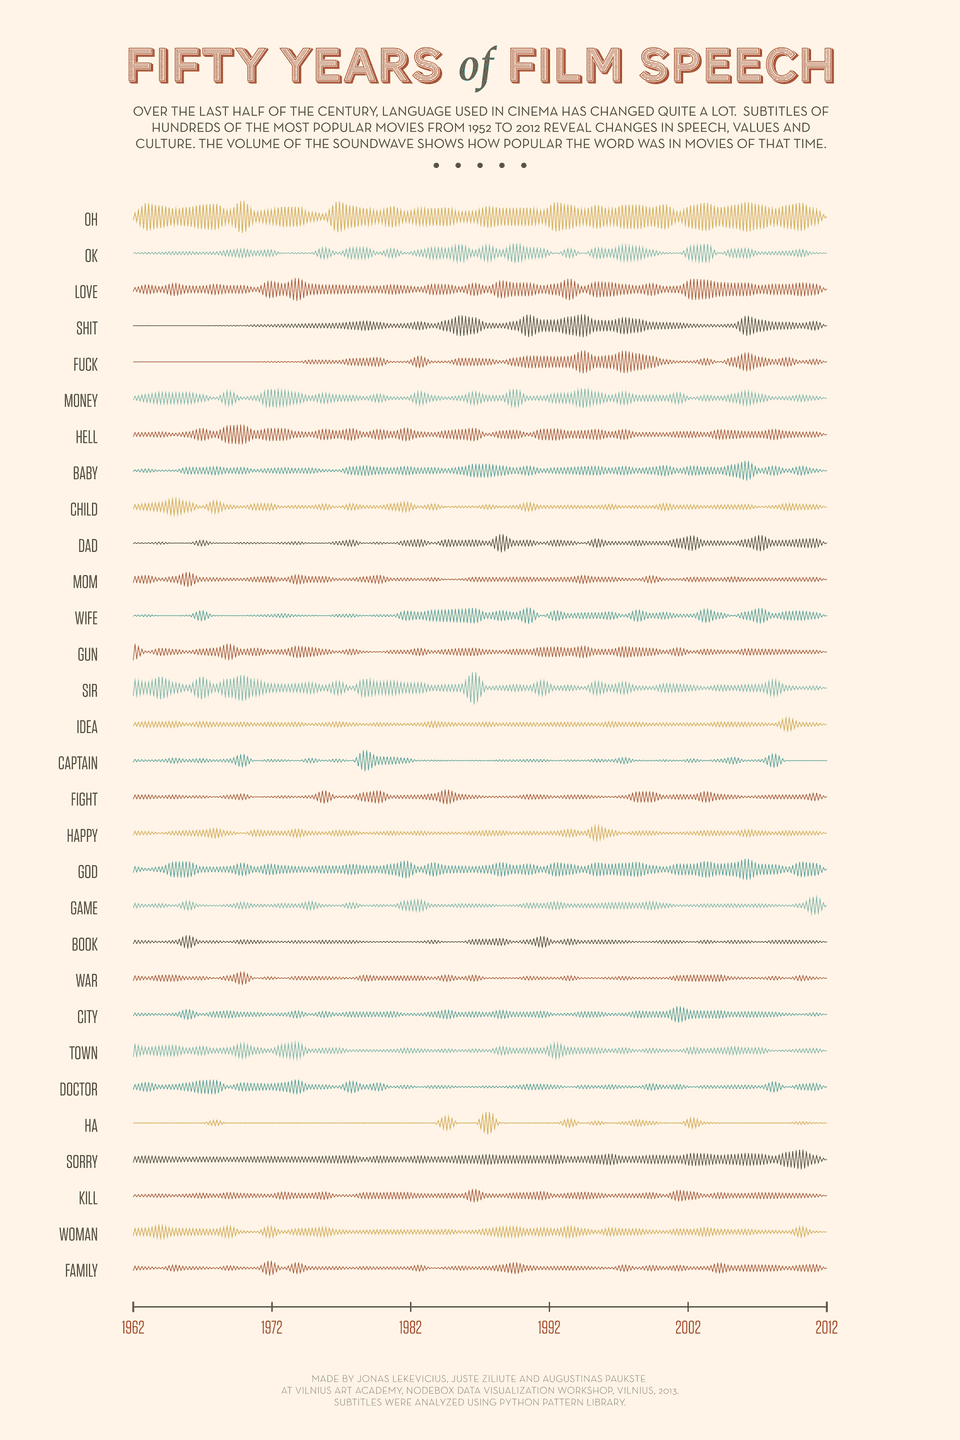 FIFTY YEARS of FILM SPEECH
OVER THE LAST HALF OF THE CENTURY, LANGUAGE USED IN CINEMA HAS CHANGED QUITE A LOT. SUBTITLES OF
HUNDREDS OF THE MOST POPULAR MOVIES FROM 1952 TO 2012 REVEAL CHANGES IN SPEECH, VALUES AND
CULTURE. THE VOLUME OF THE SOUNDWAVE SHOWS HOW POPULAR THE WORD WAS IN MOVIES OF THAT TIME.
OH
OK
LOVE
SHIT
FUCK
MONEY
HELL
BABY
CHILD
DAD
MOM
WIFE
GUN
SIR
IDEA
CAPTAIN
FIGHT
HAPPY
GOD
GAME
BOOK
WAR
CITY
TOWN
DOCTOR
HA
SORRY
KILL
WOMAN
FAMILY
1962 1972 1982 1992 2002 2012
MADE BY JONAS LEKEVICIUS, JUSTE ZILIUTE AND AUGUSTINAS PAUKSTE
AT VILNIUS ART ACADEMY, NODEBOX DATA VISUALIZATION WORKSHOP, VILNIUS, 2013.
SUBTITLES WERE ANALYZED USING PYTHON PATTERN LIBRARY.